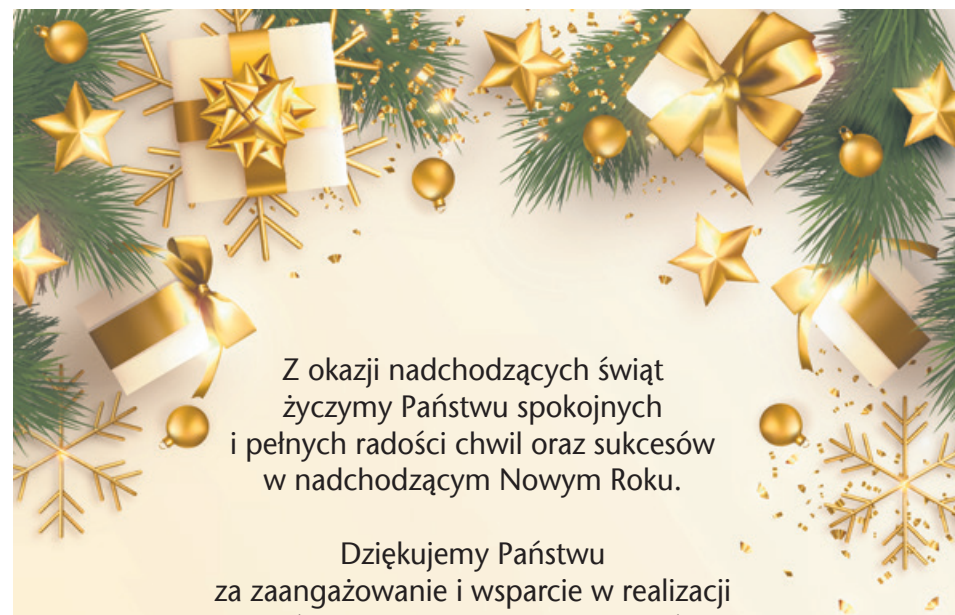 Z okazji nadchodzących świąt
życzymy Państwu spokojnych
i pełnych radości chwil oraz sukcesów
w nadchodzącym Nowym Roku.
Dziękujemy Państwu
za zaangażowanie i wsparcie w realizacji